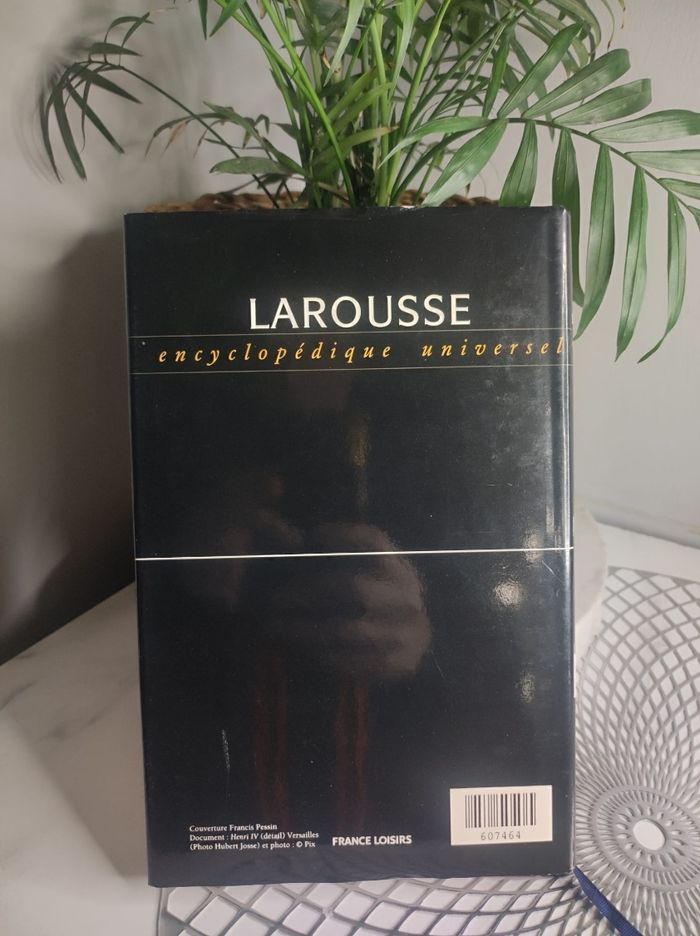 LAROUSSE
encyclopédique universel
Couverture Francis Pessin
Document : Henri IV (détail) Versailles
(Photo Hubert Josse) et photo : © Pix
FRANCE LOISIRS
607464